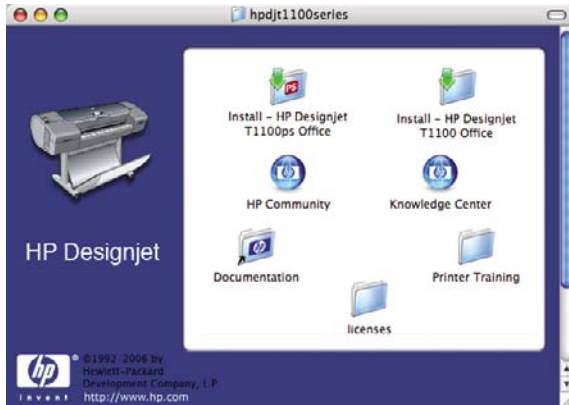 hpdjt1100series
Install - HP Designjet
T1100ps Office
Install - HP Designjet
T1100 Office
HP Community
Knowledge Center
Documentation
Printer Training
licenses
HP Designjet
hp
invent
©1992-2006 by
Hewlett-Packard
Development Company, L.P.
http://www.hp.com